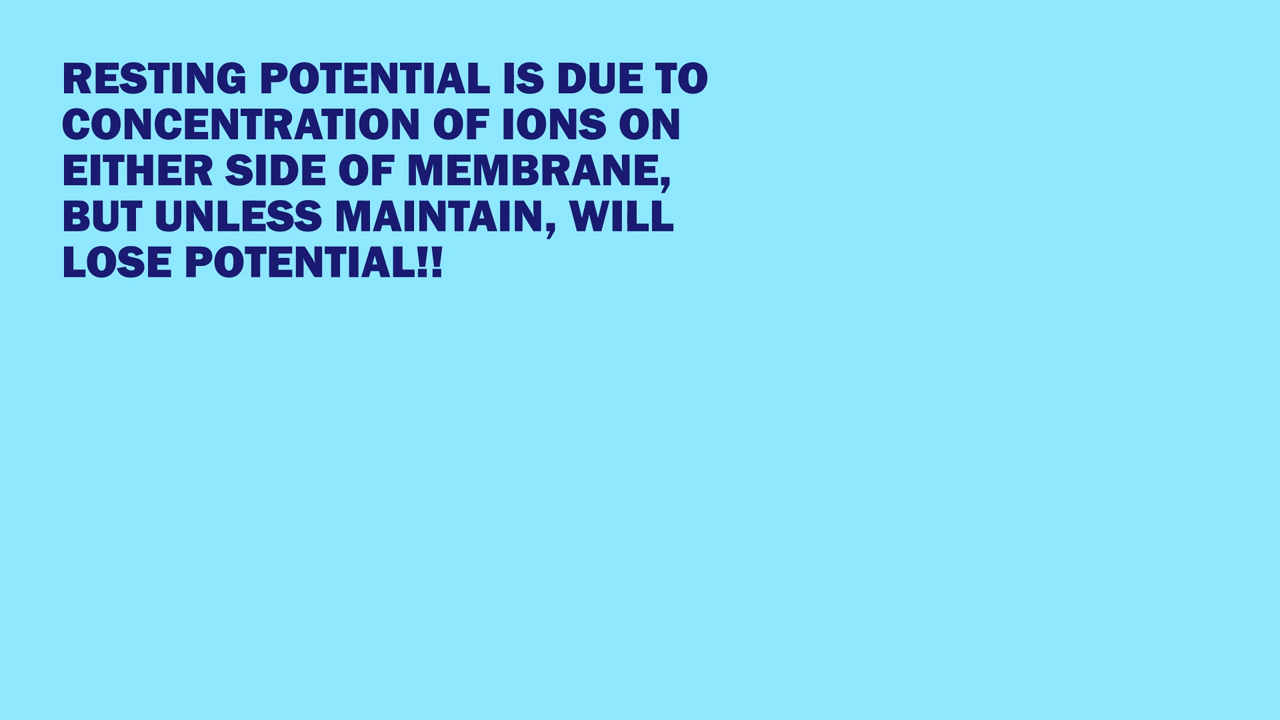 RESTING POTENTIAL IS DUE TO
CONCENTRATION OF IONS ON
EITHER SIDE OF MEMBRANE,
BUT UNLESS MAINTAIN, WILL
LOSE POTENTIAL!!